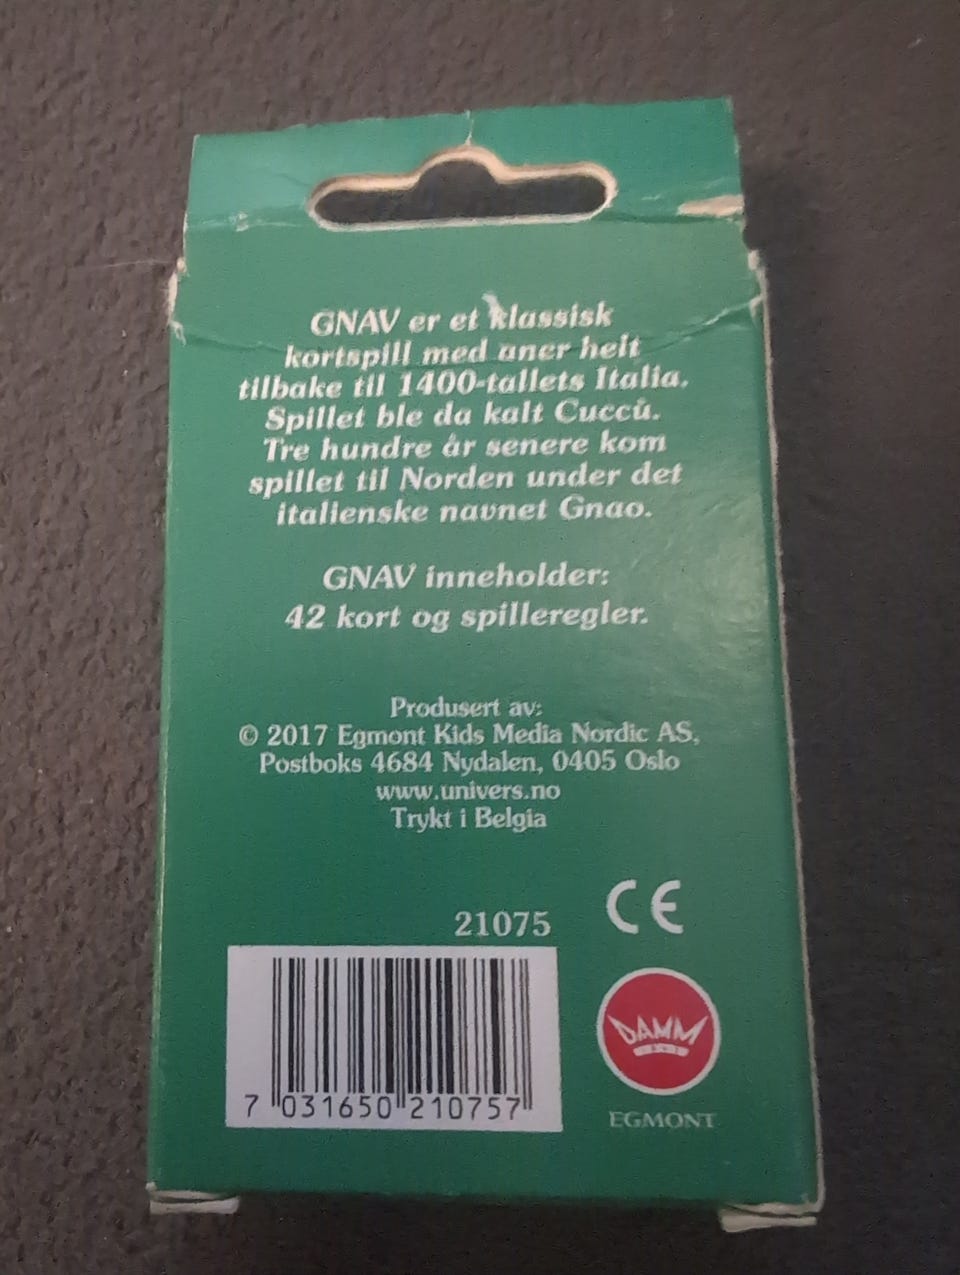 GNAV er et klassisk
kortspill med aner helt
tilbake til 1400-tallets Italia.
Spillet ble da kalt Cuccù.
Tre hundre år senere kom
spillet til Norden under det
italienske navnet Gnao.
GNAV inneholder:
42 kort og spilleregler.
Produsert av:
© 2017 Egmont Kids Media Nordic AS,
Postboks 4684 Nydalen, 0405 Oslo
www.univers.no
Trykt i Belgia
21075
CE
7 031650 210757
DAMM
EGMONT